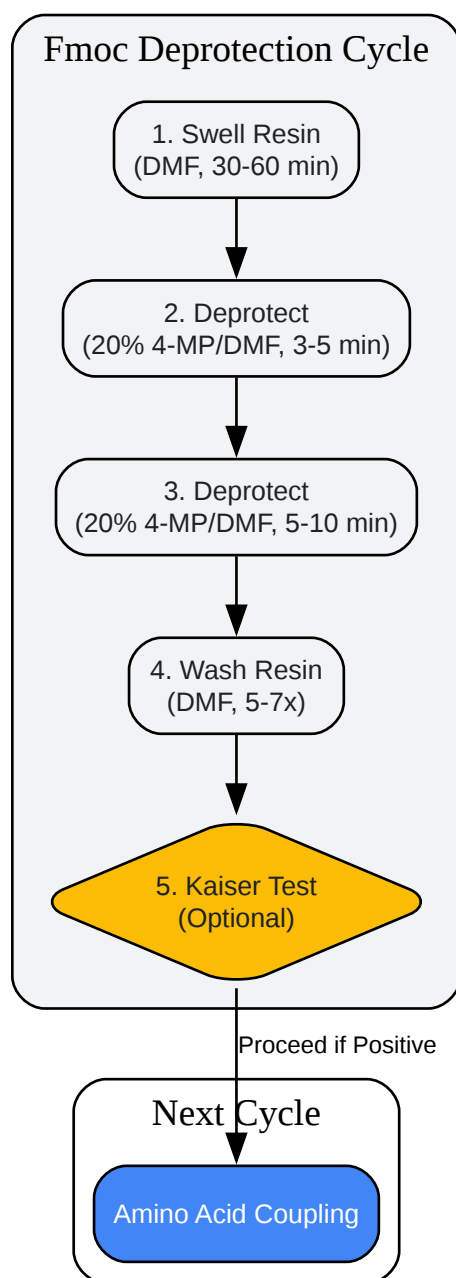 Fmoc Deprotection Cycle
1. Swell Resin
(DMF, 30-60 min)
2. Deprotect
(20% 4-MP/DMF, 3-5 min)
3. Deprotect
(20% 4-MP/DMF, 5-10 min)
4. Wash Resin
(DMF, 5-7x)
5. Kaiser Test
(Optional)
Proceed if Positive
Next Cycle
Amino Acid Coupling